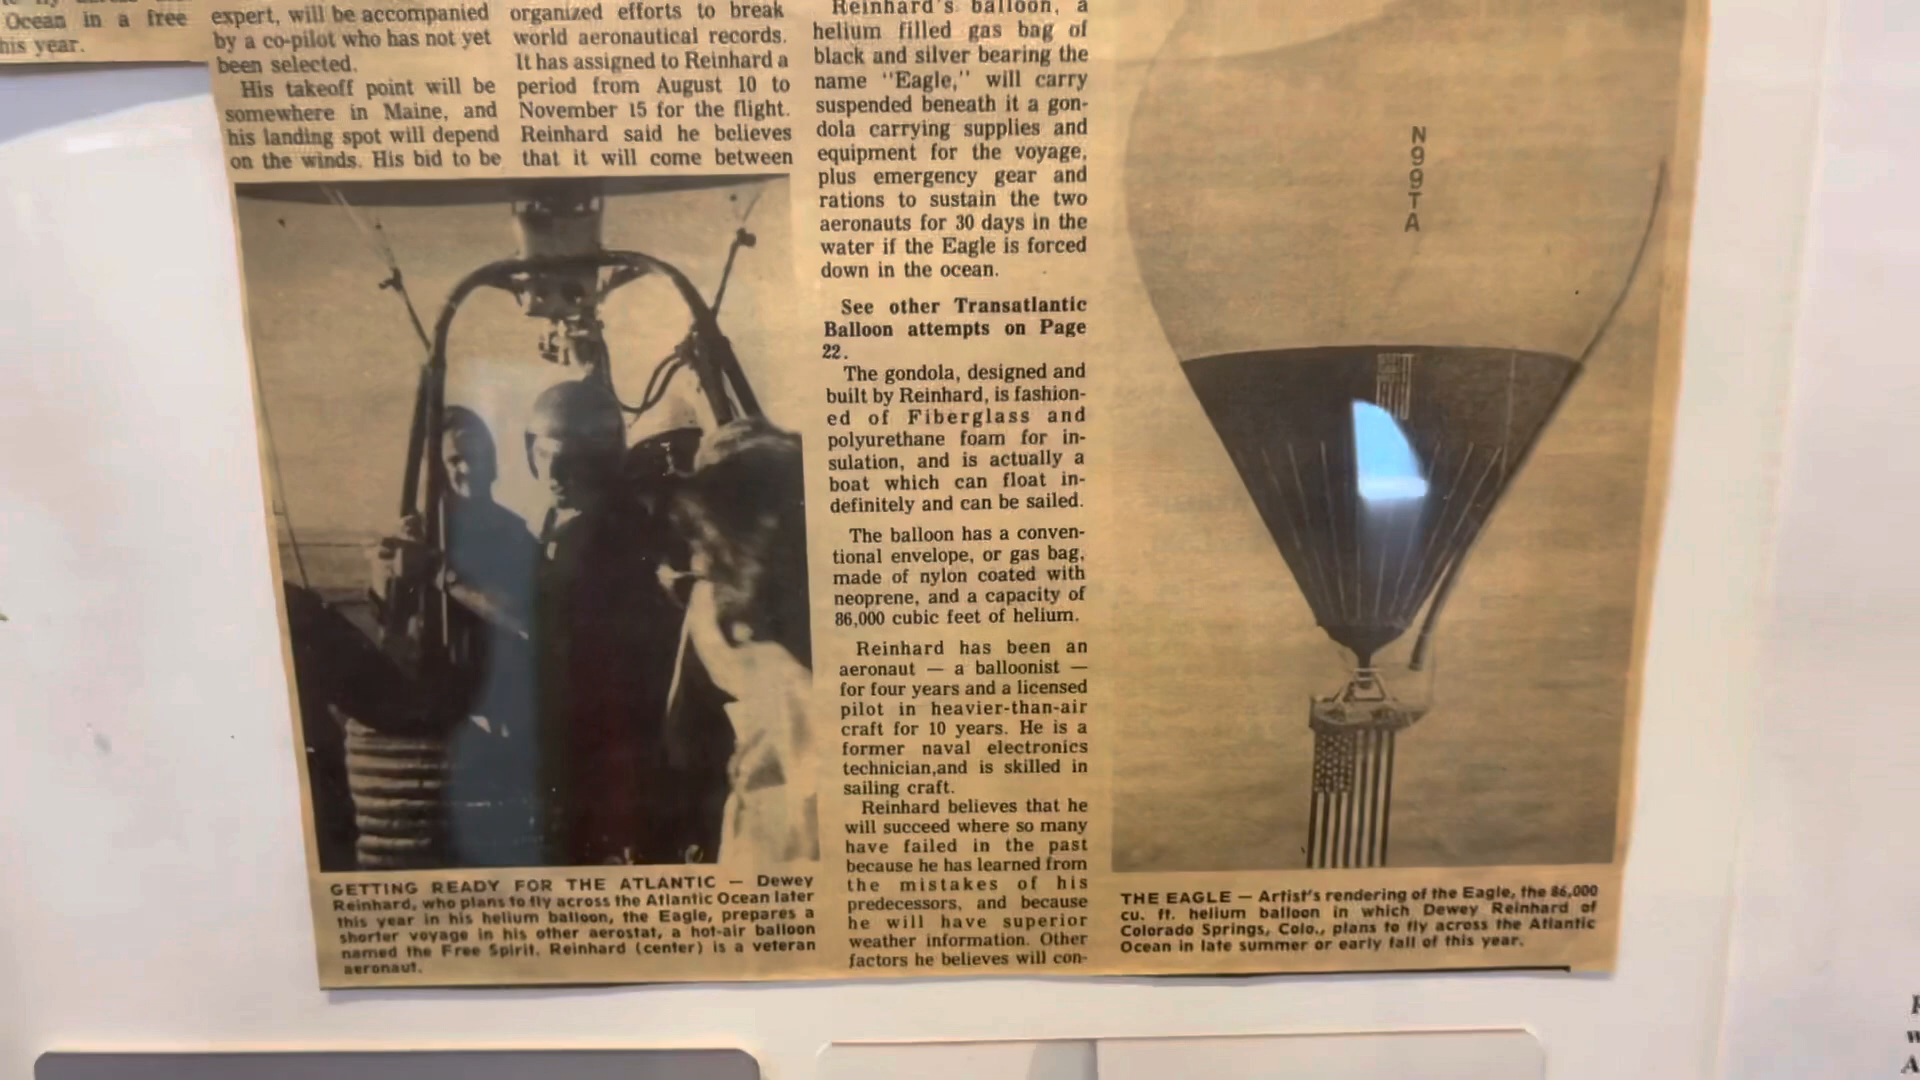 Ocean in a free
his year.
expert, will be accompanied
by a co-pilot who has not yet
been selected.
His takeoff point will be
somewhere in Maine, and
his landing spot will depend
on the winds. His bid to be
organized efforts to break
world aeronautical records.
It has assigned to Reinhard a
period from August 10 to
November 15 for the flight.
Reinhard said he believes
that it will come between
Reinhard's balloon, a
helium filled gas bag of
black and silver bearing the
name "Eagle," will carry
suspended beneath it a gon-
dola carrying supplies and
equipment for the voyage,
plus emergency gear and
rations to sustain the two
aeronauts for 30 days in the
water if the Eagle is forced
down in the ocean.
See other Transatlantic
Balloon attempts on Page
22.
The gondola, designed and
built by Reinhard, is fashion-
ed of Fiberglass and
polyurethane foam for in-
sulation, and is actually a
boat which can float in-
definitely and can be sailed.
The balloon has a conven-
tional envelope, or gas bag,
made of nylon coated with
neoprene, and a capacity of
86,000 cubic feet of helium.
Reinhard has been an
aeronaut — a balloonist —
for four years and a licensed
pilot in heavier-than-air
craft for 10 years. He is a
former naval electronics
technician,and is skilled in
sailing craft.
Reinhard believes that he
will succeed where so many
have failed in the past
because he has learned from
the mistakes of his
predecessors, and because
he will have superior
weather information. Other
factors he believes will con-
N99TA
GETTING READY FOR THE ATLANTIC — Dewey
Reinhard, who plans to fly across the Atlantic Ocean later
this year in his helium balloon, the Eagle, prepares a
shorter voyage in his other aerostat, a hot-air balloon
named the Free Spirit. Reinhard (center) is a veteran
aeronaut.
THE EAGLE — Artist's rendering of the Eagle, the 86,000
cu. ft. helium balloon in which Dewey Reinhard of
Colorado Springs, Colo., plans to fly across the Atlantic
Ocean in late summer or early fall of this year.